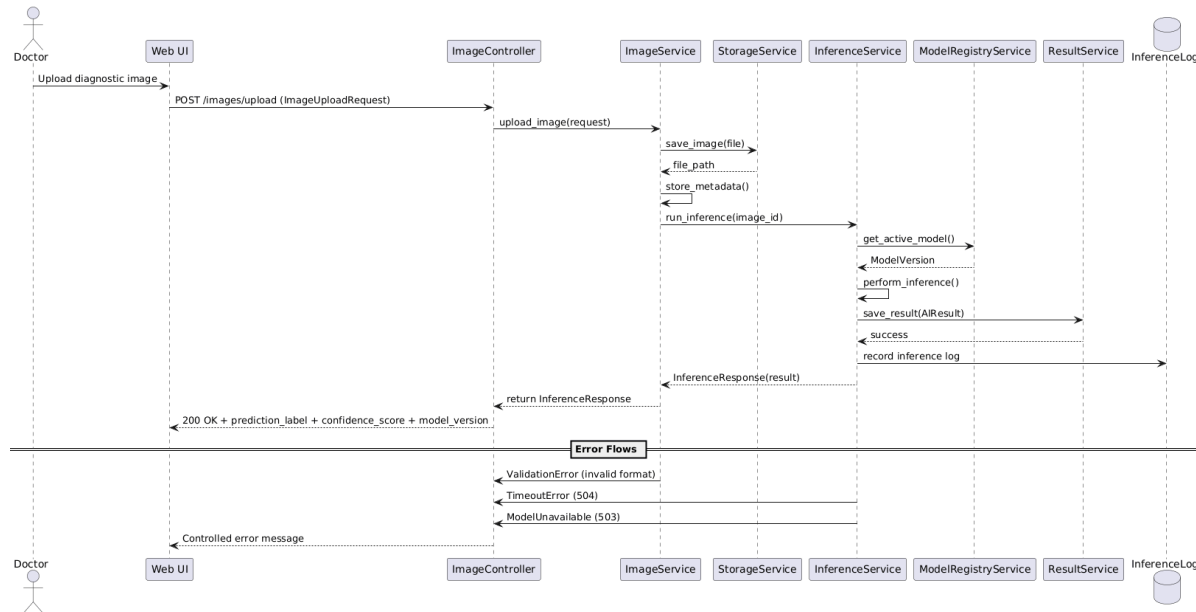 Doctor
Web UI
ImageController
ImageService
StorageService
InferenceService
ModelRegistryService
ResultService
InferenceLog
Upload diagnostic image
POST /images/upload (ImageUploadRequest)
upload_image(request)
save_image(file)
file_path
store_metadata()
run_inference(image_id)
get_active_model()
ModelVersion
perform_inference()
save_result(AIResult)
success
record inference log
InferenceResponse(result)
return InferenceResponse
200 OK + prediction_label + confidence_score + model_version
Error Flows
ValidationError (invalid format)
TimeoutError (504)
ModelUnavailable (503)
Controlled error message
Doctor
Web UI
ImageController
ImageService
StorageService
InferenceService
ModelRegistryService
ResultService
InferenceLog